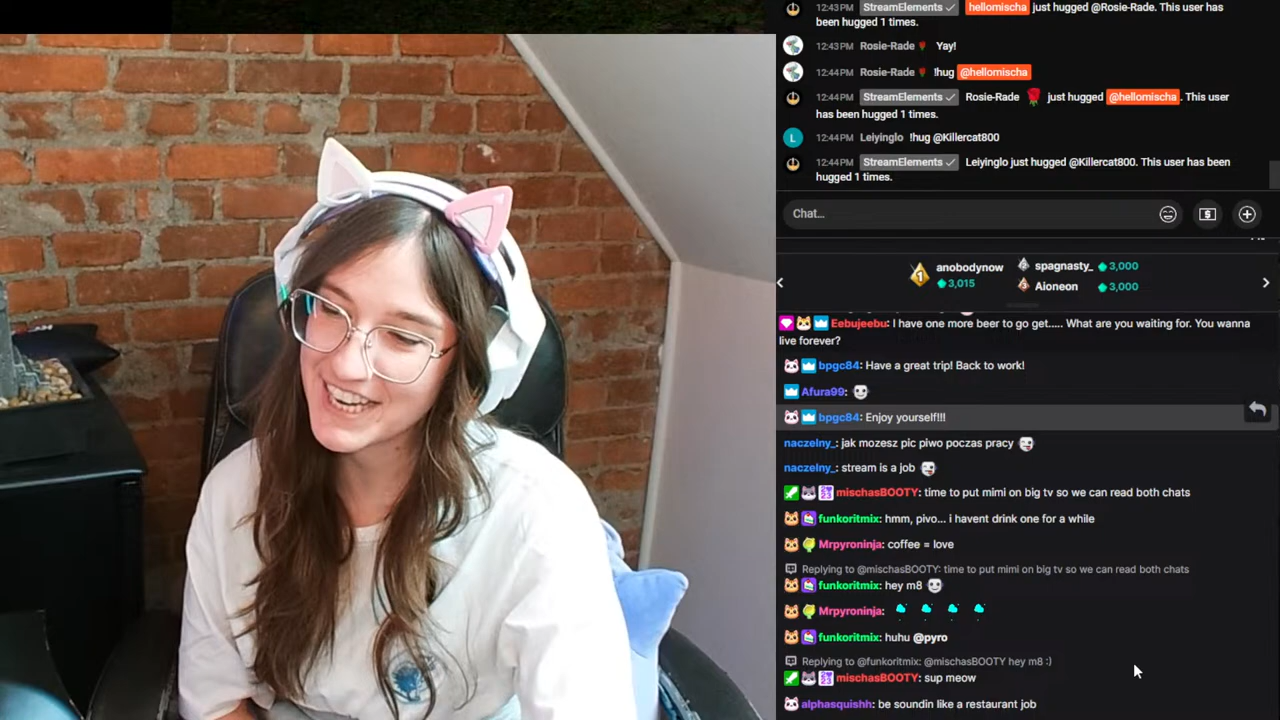 12:43PM StreamElements hellomischa just hugged @Rosie-Rade. This user has
been hugged 1 times.
12:43PM Rosie-Rade Yay!
12:44PM Rosie-Rade !hug @hellomischa
12:44PM StreamElements Rosie-Rade just hugged @hellomischa. This user
has been hugged 1 times.
L 12:44PM Leiyinglo !hug @Killercat800
12:44PM StreamElements Leiyinglo just hugged @Killercat800. This user has been
hugged 1 times.
Chat...
1 anobodynow 3,015
2 spagnasty_ 3,000
3 Aioneon 3,000
Eebujeebu: I have one more beer to go get..... What are you waiting for. You wanna
live forever?
bpgc84: Have a great trip! Back to work!
Afura99:
bpgc84: Enjoy yourself!!!
naczelny_: jak mozesz pic piwo poczas pracy
naczelny_: stream is a job
mischasBOOTY: time to put mimi on big tv so we can read both chats
funkoritmix: hmm, pivo... i havent drink one for a while
Mrpyroninja: coffee = love
Replying to @mischasBOOTY: time to put mimi on big tv so we can read both chats
funkoritmix: hey m8
Mrpyroninja:
funkoritmix: huhu @pyro
Replying to @funkoritmix: @mischasBOOTY hey m8 :)
mischasBOOTY: sup meow
alphasquishh: be soundin like a restaurant job